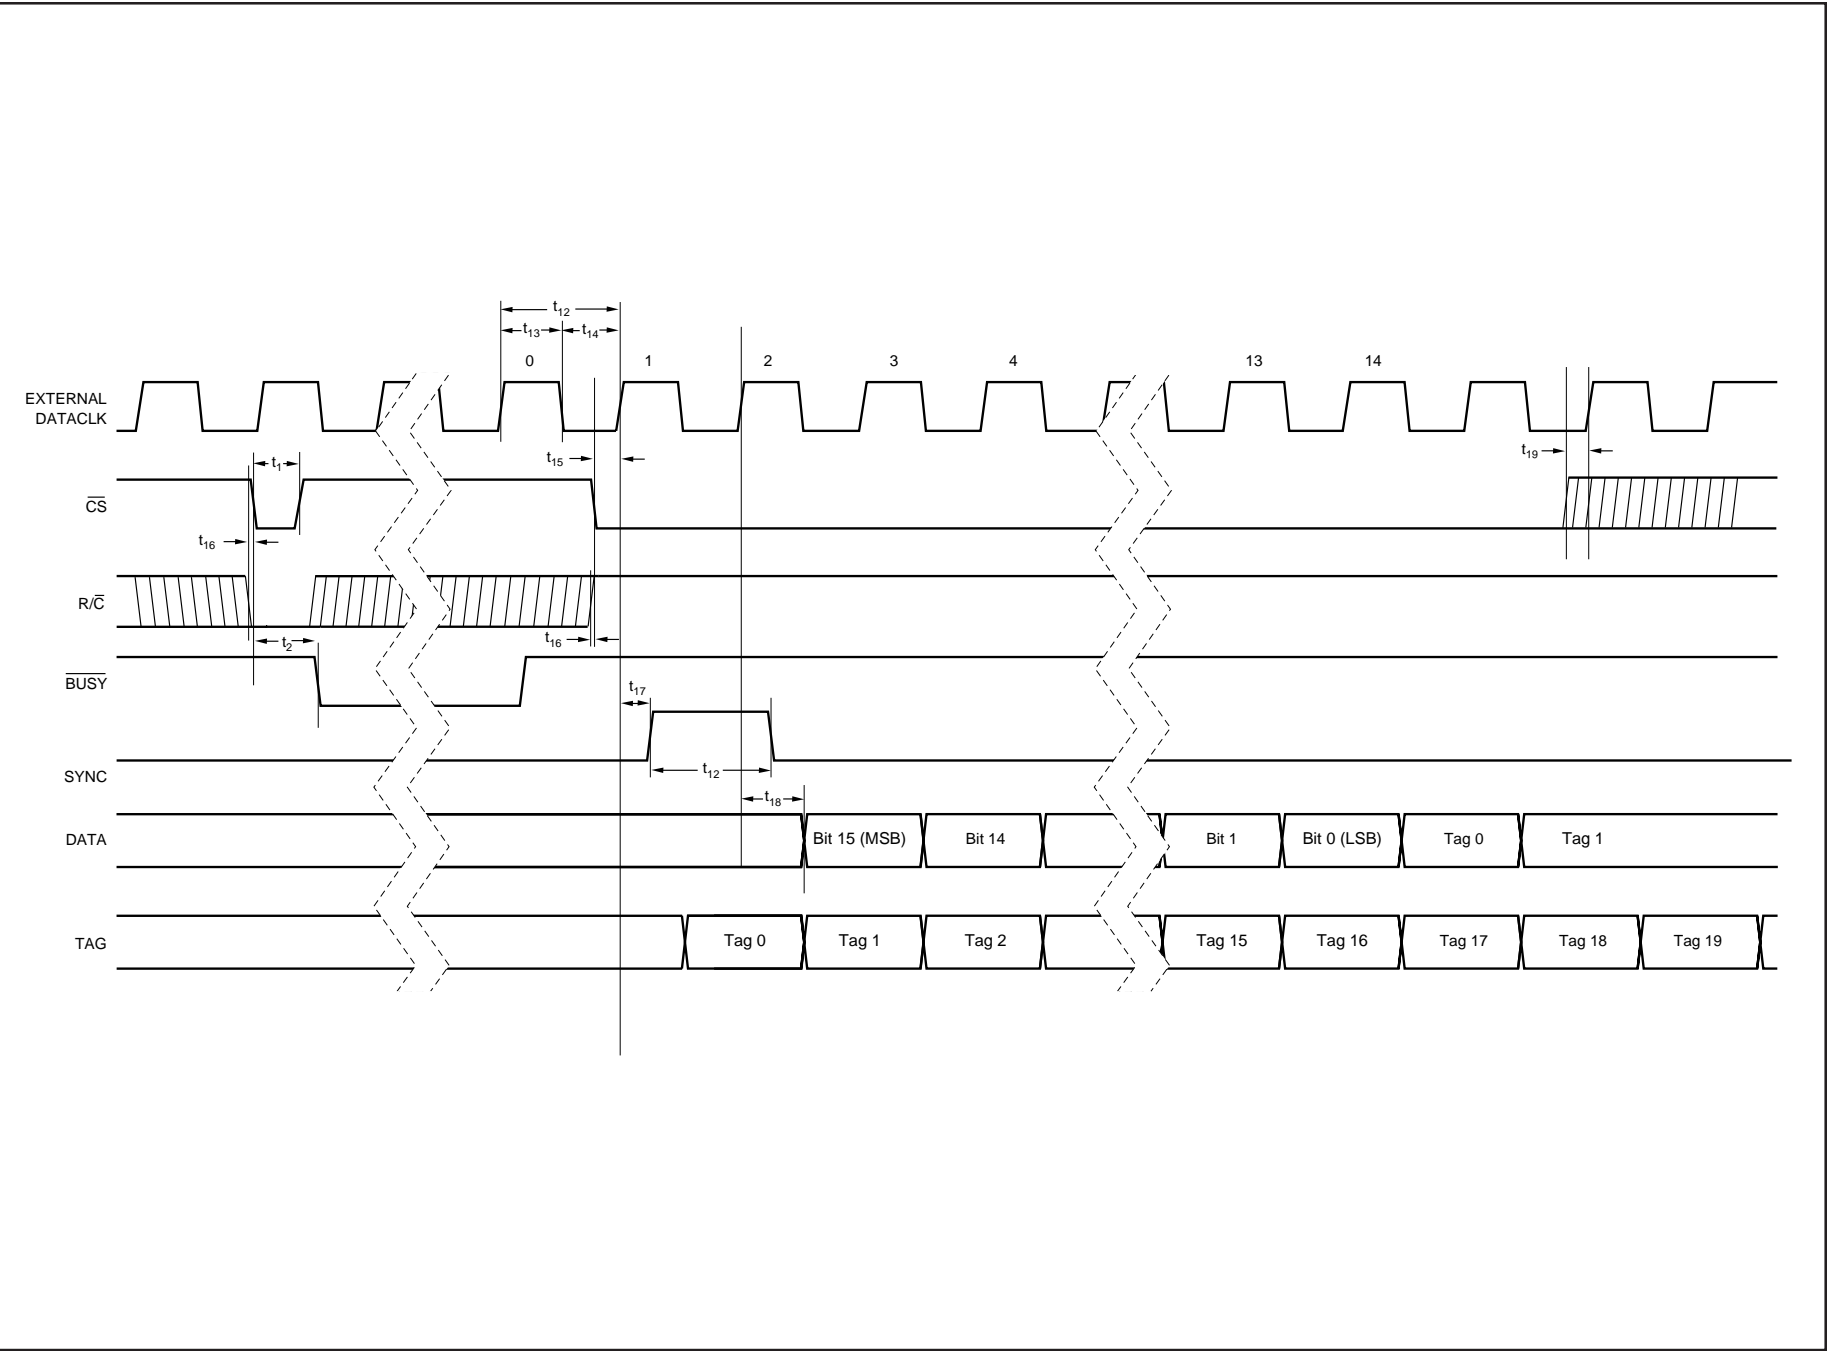 t12
t13 t14
0 1 2 3 4 13 14
EXTERNAL
DATACLK
t15
t19
t1
C̅S̅
t16
R/C̅
t16
t2
B̅U̅S̅Y̅
t17
SYNC
t12
t18
DATA Bit 15 (MSB) Bit 14 Bit 1 Bit 0 (LSB) Tag 0 Tag 1
TAG Tag 0 Tag 1 Tag 2 Tag 15 Tag 16 Tag 17 Tag 18 Tag 19